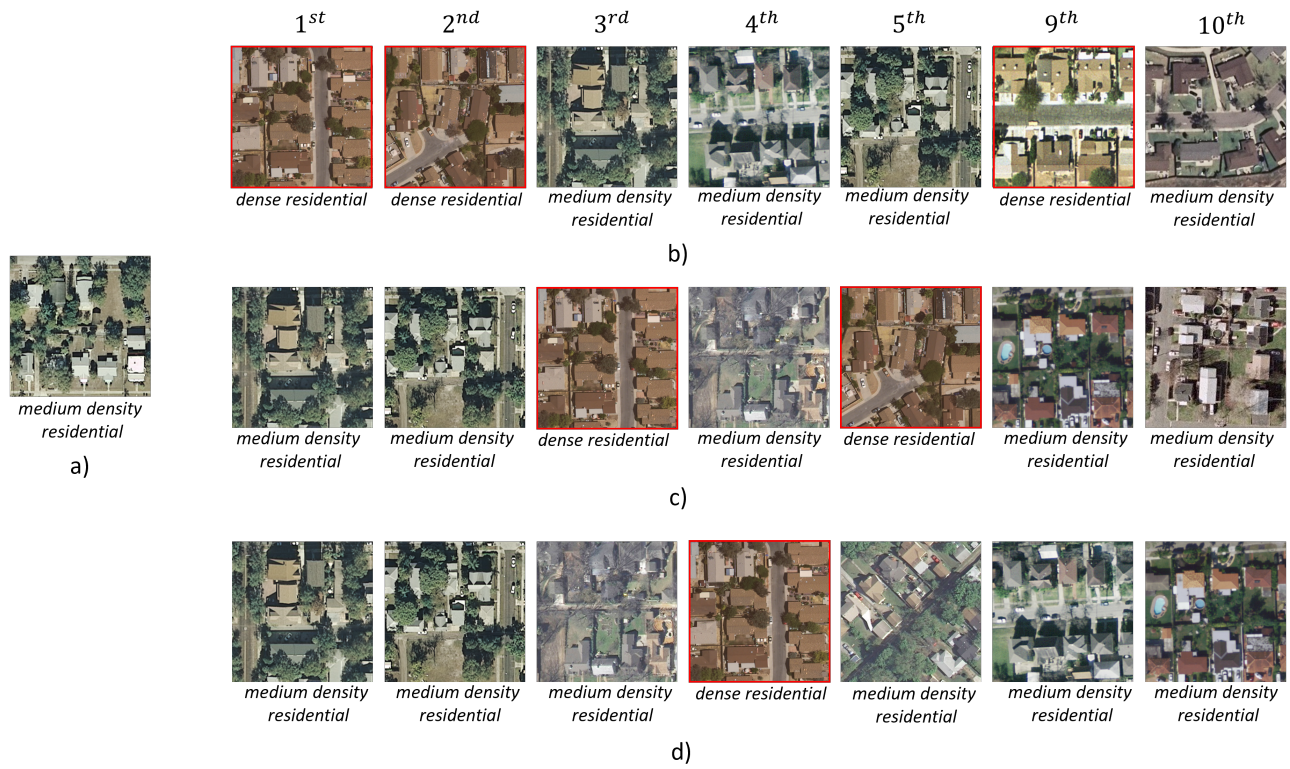 1st 2nd 3rd 4th 5th 9th 10th
dense residential dense residential medium density residential medium density residential medium density residential dense residential medium density residential
b)
medium density residential
a)
medium density residential medium density residential dense residential medium density residential dense residential medium density residential medium density residential
c)
medium density residential medium density residential medium density residential dense residential medium density residential medium density residential medium density residential
d)